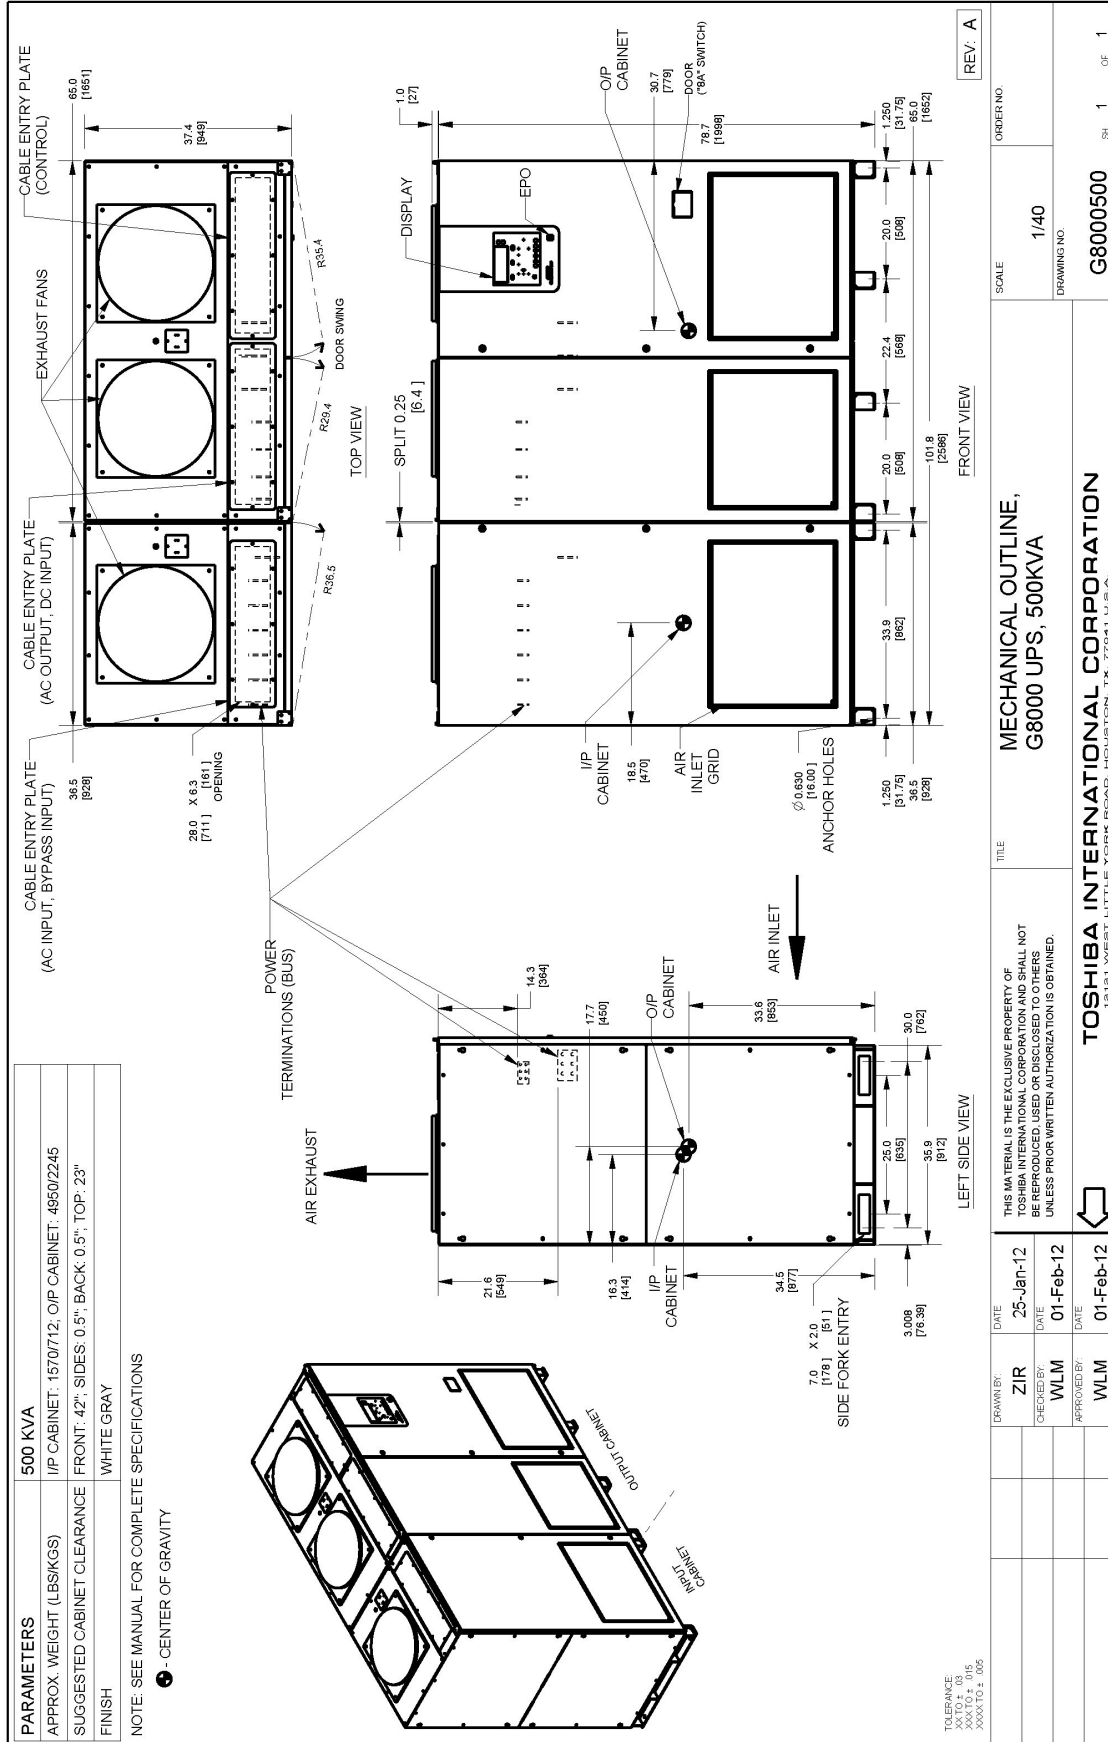 PARAMETERS
500 KVA
APPROX. WEIGHT (LBS/KGS)
I/P CABINET: 1570/712; O/P CABINET: 4950/2245
SUGGESTED CABINET CLEARANCE
FRONT: 42"; SIDES: 0.5"; BACK: 0.5"; TOP: 23"
FINISH
WHITE GRAY
NOTE: SEE MANUAL FOR COMPLETE SPECIFICATIONS
- CENTER OF GRAVITY
CABLE ENTRY PLATE
(AC INPUT, BYPASS INPUT)
CABLE ENTRY PLATE
(AC OUTPUT, DC INPUT)
EXHAUST FANS
CABLE ENTRY PLATE
(CONTROL)
36.5
[928]
65.0
[1651]
37.4
[949]
28.0 X 6.3
[711] [161]
OPENING
R36.5
R29.4
R35.4
DOOR SWING
TOP VIEW
POWER
TERMINATIONS (BUS)
INPUT
CABINET
OUTPUT CABINET
AIR EXHAUST
21.6
[549]
14.3
[364]
17.7
[450]
16.3
[414]
I/P
CABINET
O/P
CABINET
34.5
[877]
33.6
[853]
7.0 X 2.0
[178] [51]
SIDE FORK ENTRY
3.008
[76.39]
25.0
[635]
30.0
[762]
35.9
[912]
LEFT SIDE VIEW
AIR INLET
SPLIT 0.25
[6.4]
DISPLAY
EPO
1.0
[27]
O/P
CABINET
30.7
[779]
DOOR
("8A" SWITCH)
78.7
[1998]
I/P
CABINET
18.5
[470]
AIR
INLET
GRID
Ø 0.630
[16.00]
ANCHOR HOLES
1.250
[31.75]
36.5
[928]
33.9
[862]
20.0
[508]
22.4
[568]
20.0
[508]
1.250
[31.75]
65.0
[1652]
101.8
[2586]
FRONT VIEW
REV: A
TOLERANCE:
.XX TO ± .03
.XXX TO ± .015
.XXXX TO ± .005
DRAWN BY:
ZIR
DATE
25-Jan-12
CHECKED BY:
WLM
DATE
01-Feb-12
APPROVED BY:
WLM
DATE
01-Feb-12
THIS MATERIAL IS THE EXCLUSIVE PROPERTY OF
TOSHIBA INTERNATIONAL CORPORATION AND SHALL NOT
BE REPRODUCED, USED OR DISCLOSED TO OTHERS
UNLESS PRIOR WRITTEN AUTHORIZATION IS OBTAINED.
TITLE
MECHANICAL OUTLINE,
G8000 UPS, 500KVA
SCALE
1/40
ORDER NO.
DRAWING NO.
G8000500
SH 1 OF 1
TOSHIBA INTERNATIONAL CORPORATION
13131 WEST LITTLE YORK ROAD, HOUSTON, TX. 77041 U.S.A.